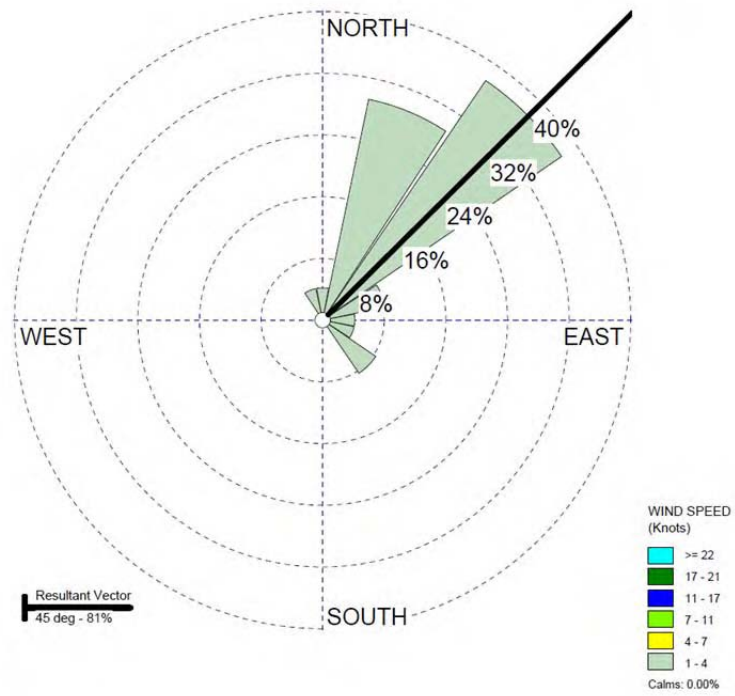 NORTH
40%
32%
24%
16%
8%
WEST
EAST
WIND SPEED
(Knots)
>= 22
17 - 21
11 - 17
7 - 11
4 - 7
1 - 4
Calms: 0.00%
Resultant Vector
45 deg - 81%
SOUTH